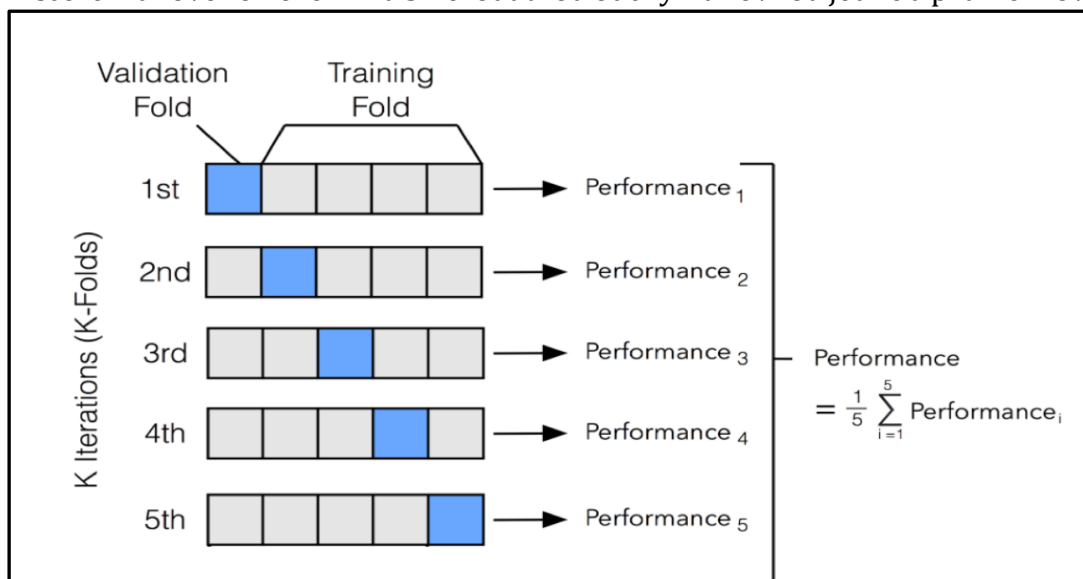 Validation
Fold
Training
Fold
K Iterations (K-Folds)
1st
Performance 1
2nd
Performance 2
3rd
Performance 3
4th
Performance 4
5th
Performance 5
Performance
= 1/5 5∑i=1 Performance i